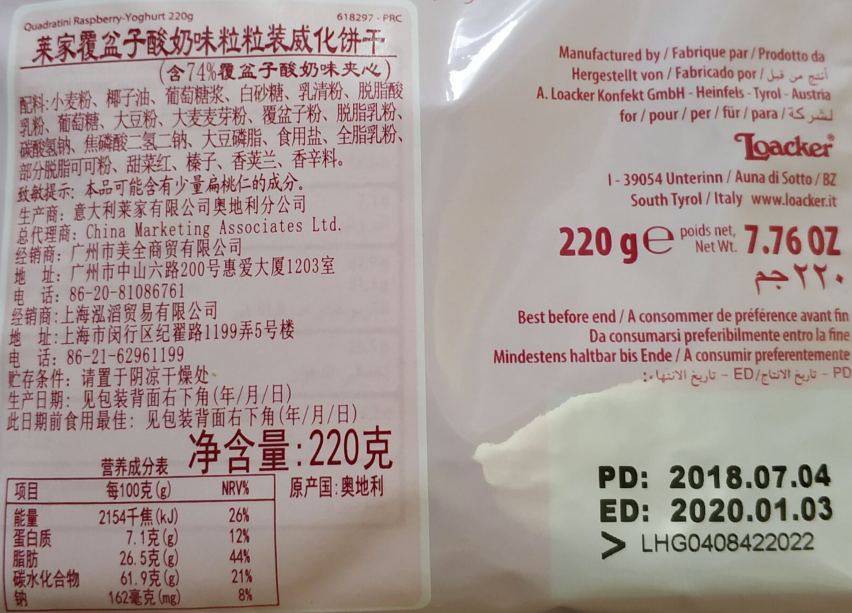 Quadratini Raspberry-Yoghurt 220g
618297 - PRC
莱家覆盆子酸奶味粒粒装威化饼干
(含74%覆盆子酸奶味夹心)
配料:小麦粉、椰子油、葡萄糖浆、白砂糖、乳清粉、脱脂酸
乳粉、葡萄糖、大豆粉、大麦麦芽粉、覆盆子粉、脱脂乳粉、
碳酸氢钠、焦磷酸二氢二钠、大豆磷脂、食用盐、全脂乳粉、
部分脱脂可可粉、甜菜红、榛子、香荚兰、香辛料。
致敏提示: 本品可能含有少量扁桃仁的成分。
生产商: 意大利莱家有限公司奥地利分公司
总代理商: China Marketing Associates Ltd.
经销商: 广州市美全商贸有限公司
地 址: 广州市中山六路200号惠爱大厦1203室
电 话: 86-20-81086761
经销商:上海泓滔贸易有限公司
地 址:上海市闵行区纪翟路1199弄5号楼
电 话: 86-21-62961199
贮存条件: 请置于阴凉干燥处
生产日期: 见包装背面右下角(年/月/日)
此日期前食用最佳: 见包装背面右下角(年/月/日)
净含量:220克
营养成分表
原产国:奥地利
项目 每100克(g) NRV%
能量 2154千焦(kJ) 26%
蛋白质 7.1克(g) 12%
脂肪 26.5克(g) 44%
碳水化合物 61.9克(g) 21%
钠 162毫克(mg) 8%
Manufactured by / Fabrique par / Prodotto da
Hergestellt von / Fabricado por / أنتج من قبل
A. Loacker Konfekt GmbH - Heinfels - Tyrol - Austria
for / pour / per / für / para / لشركة
Loacker
I - 39054 Unterinn / Auna di Sotto / BZ
South Tyrol / Italy www.loacker.it
220 g e poids net, Net Wt. 7.76 OZ
٢٢٠ جم
Best before end / A consommer de préférence avant fin
Da consumarsi preferibilmente entro la fine
Mindestens haltbar bis Ende / A consumir preferentemente
PD - تاريخ الانتاج/ED - تاريخ الانتهاء:
PD: 2018.07.04
ED: 2020.01.03
> LHG0408422022